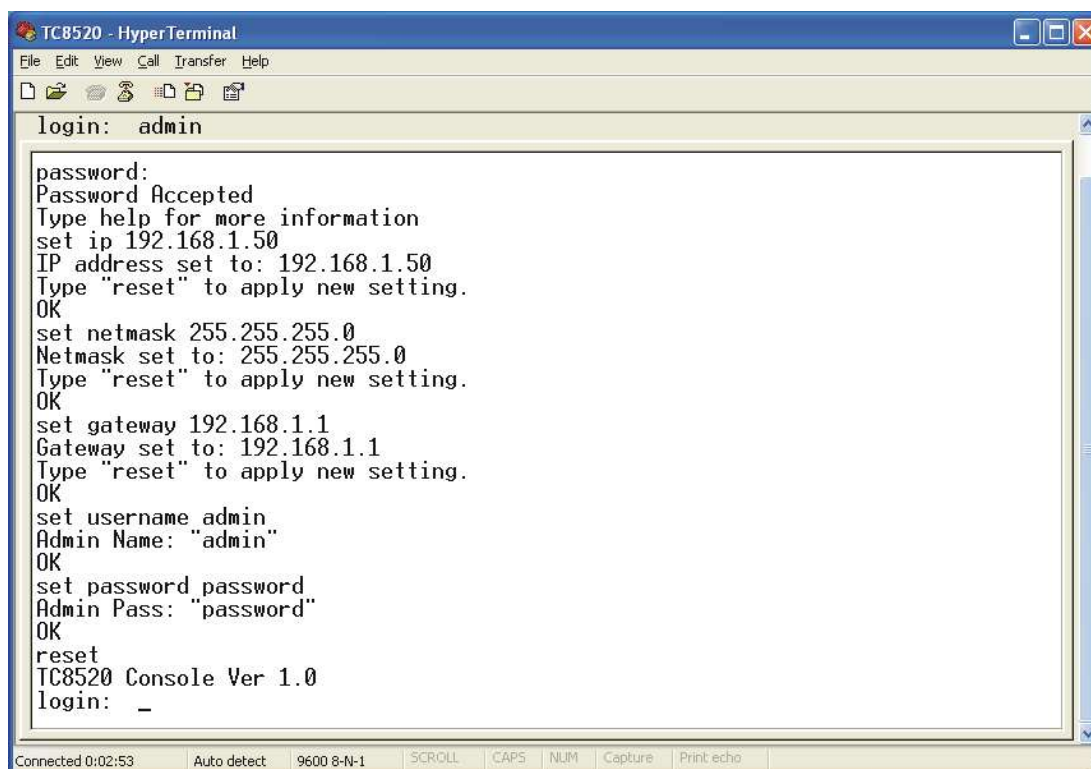 TC8520 - HyperTerminal
File Edit View Call Transfer Help
login: admin
password:
Password Accepted
Type help for more information
set ip 192.168.1.50
IP address set to: 192.168.1.50
Type "reset" to apply new setting.
OK
set netmask 255.255.255.0
Netmask set to: 255.255.255.0
Type "reset" to apply new setting.
OK
set gateway 192.168.1.1
Gateway set to: 192.168.1.1
Type "reset" to apply new setting.
OK
set username admin
Admin Name: "admin"
OK
set password password
Admin Pass: "password"
OK
reset
TC8520 Console Ver 1.0
login: _
Connected 0:02:53 Auto detect 9600 8-N-1 SCROLL CAPS NUM Capture Print echo